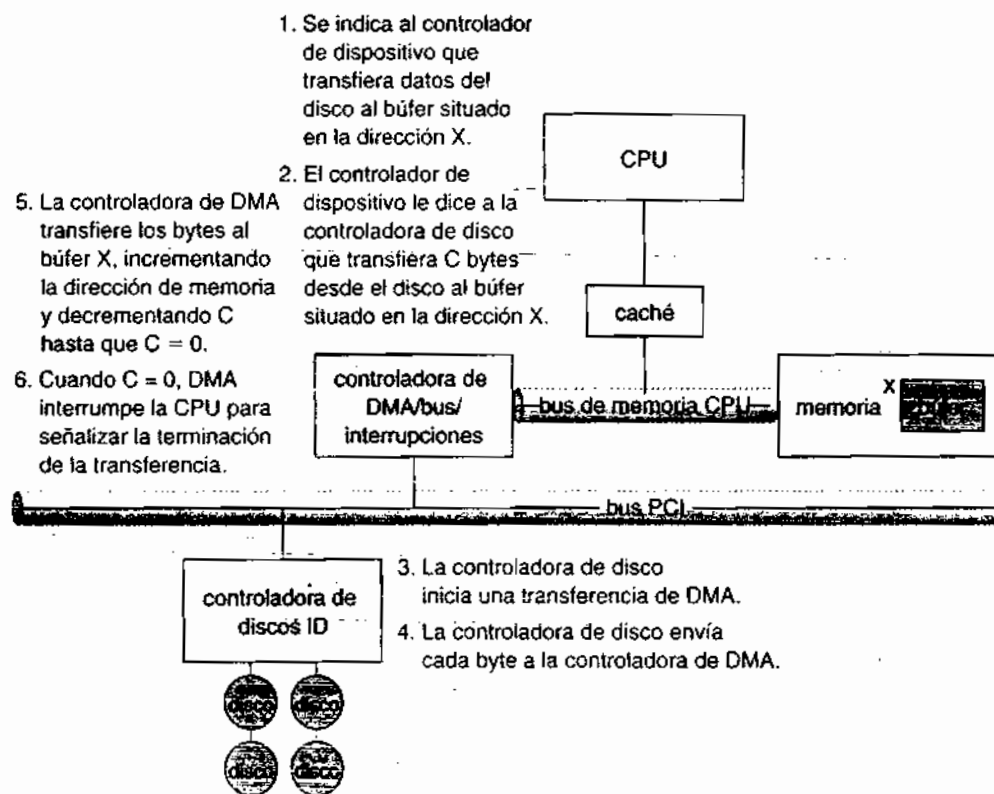 1. Se indica al controlador
de dispositivo que
transfiera datos del
disco al búfer situado
en la dirección X.
CPU
2. El controlador de
dispositivo le dice a la
controladora de disco
que transfiera C bytes
desde el disco al búfer
situado en la dirección X.
5. La controladora de DMA
transfiere los bytes al
búfer X, incrementando
la dirección de memoria
y decrementando C
hasta que C = 0.
6. Cuando C = 0, DMA
interrumpe la CPU para
señalizar la terminación
de la transferencia.
caché
controladora de
DMA/bus/
interrupciones
bus de memoria CPU
memoria
X
bus PCI
controladora de
discos ID
3. La controladora de disco
inicia una transferencia de DMA.
4. La controladora de disco envía
cada byte a la controladora de DMA.
disco
disco
disco
disco